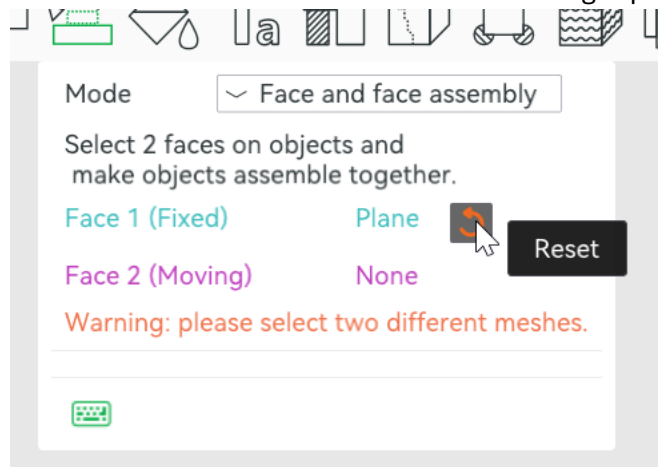 Mode
Face and face assembly
Select 2 faces on objects and
make objects assemble together.
Face 1 (Fixed) Plane
Reset
Face 2 (Moving) None
Warning: please select two different meshes.